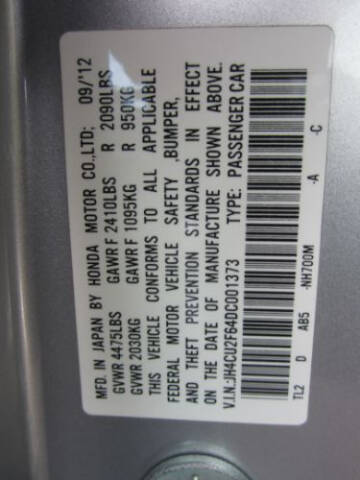 MFD. IN JAPAN BY HONDA MOTOR CO.,LTD; 09/'12
GVWR 4475LBS GAWR F 2410LBS R 2090LBS
GVWR 2030KG GAWR F 1095KG R 950KG
THIS VEHICLE CONFORMS TO ALL APPLICABLE
FEDERAL MOTOR VEHICLE SAFETY ,BUMPER,
AND THEFT PREVENTION STANDARDS IN EFFECT
ON THE DATE OF MANUFACTURE SHOWN ABOVE.
V.I.N.:JH4CU2F64DC001373 TYPE: PASSENGER CAR
TL2 D AB5 -NH700M -A -C